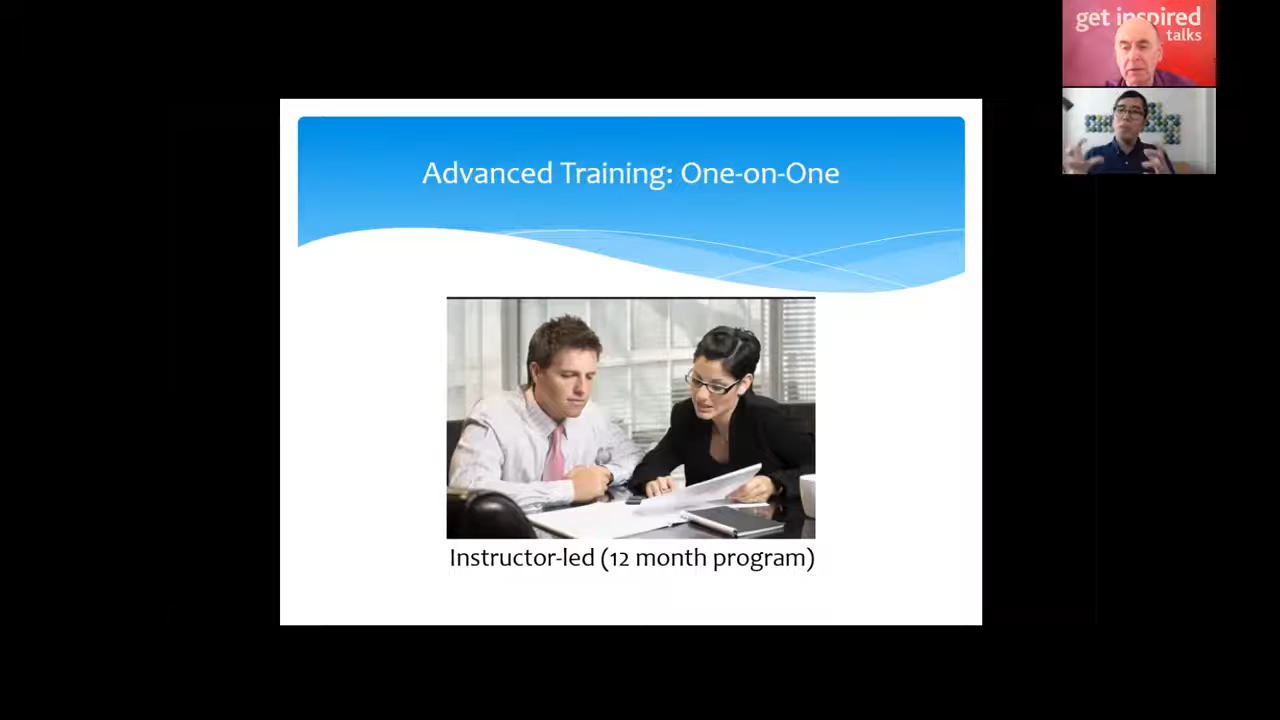 get inspired
talks
Advanced Training: One-on-One
Instructor-led (12 month program)